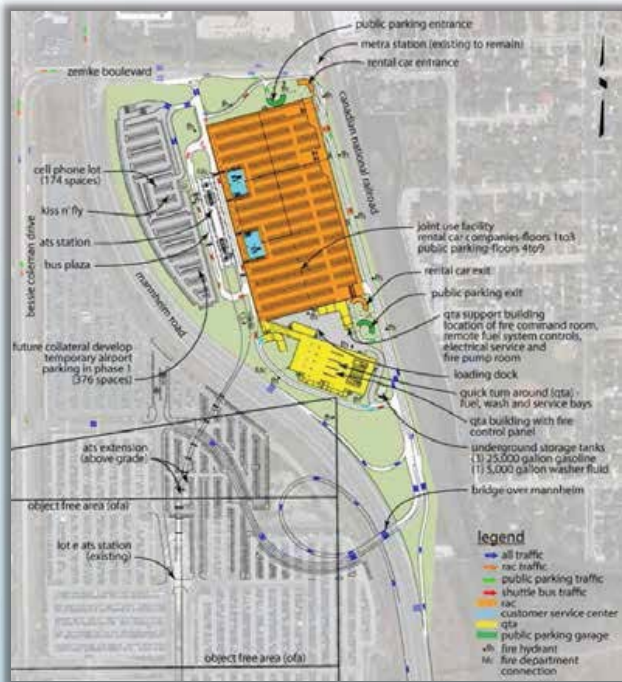 public parking entrance
metra station (existing to remain)
rental car entrance
zemke boulevard
canadian national railroad
cell phone lot
(174 spaces)
kiss n' fly
ats station
bus plaza
bessie coleman drive
mannheim road
joint use facility
rental car companies-floors 1to3
public parking-floors 4to9
rental car exit
public parking exit
qta support building
location of fire command room,
remote fuel system controls,
electrical service and
fire pump room
loading dock
quick turn around (qta) -
fuel, wash and service bays
qta building with fire
control panel
underground storage tanks
(3) 25,000 gallon gasoline
(1) 5,000 gallon washer fluid
bridge over mannheim
future collateral develop
temporary airport
parking in phase 1
(376 spaces)
ats extension
(above grade)
object free area (ofa)
lot e ats station
(existing)
object free area (ofa)
legend
all traffic
rac traffic
public parking traffic
shuttle bus traffic
rac
customer service center
qta
public parking garage
fh fire hydrant
fdc fire department
connection